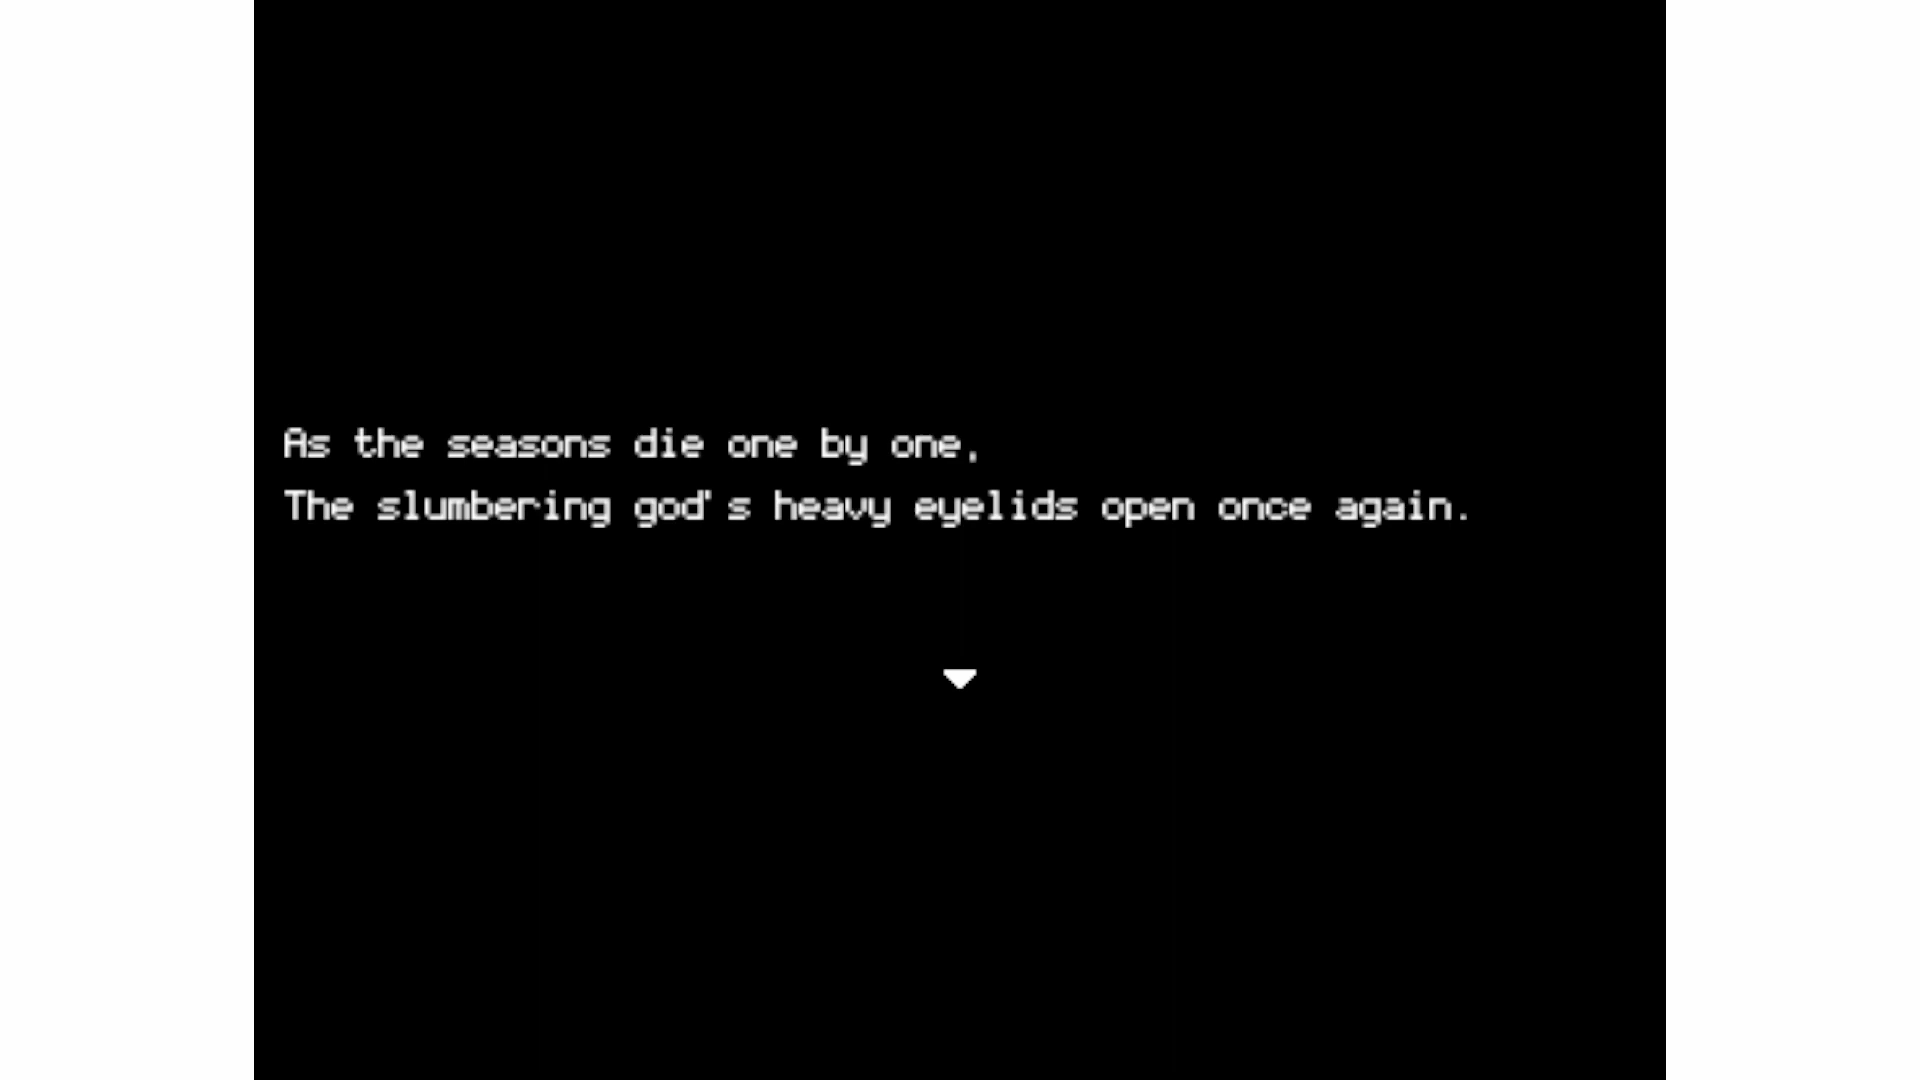 As the seasons die one by one,
The slumbering god's heavy eyelids open once again.